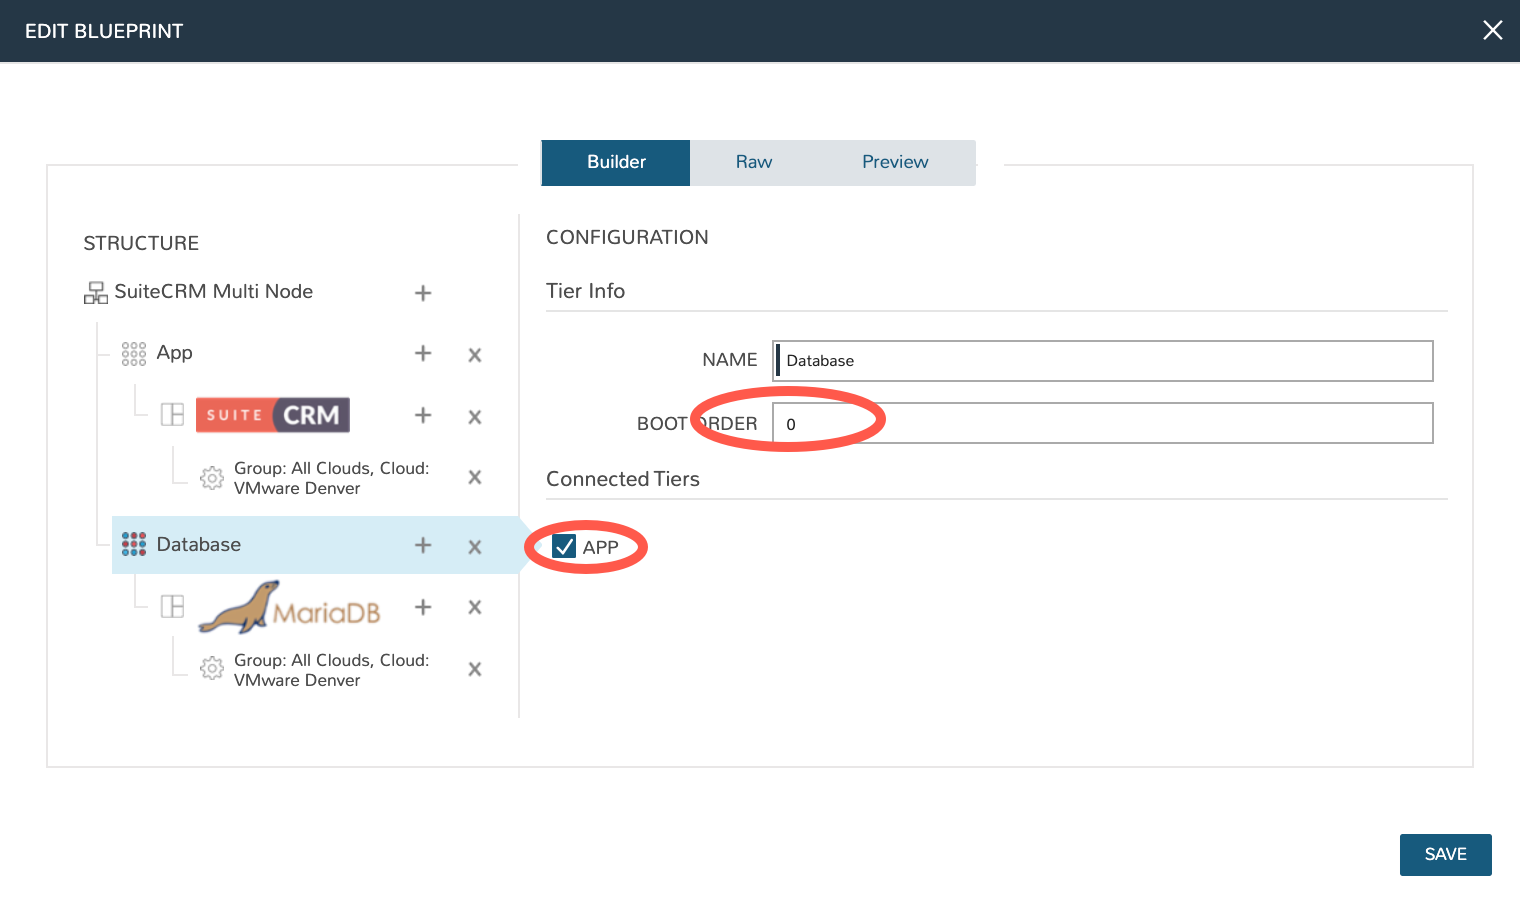 EDIT BLUEPRINT
Builder
Raw
Preview
STRUCTURE
SuiteCRM Multi Node
App
SUITE CRM
Group: All Clouds, Cloud:
VMware Denver
Database
MariaDB
Group: All Clouds, Cloud:
VMware Denver
CONFIGURATION
Tier Info
NAME
Database
BOOT ORDER
0
Connected Tiers
APP
SAVE